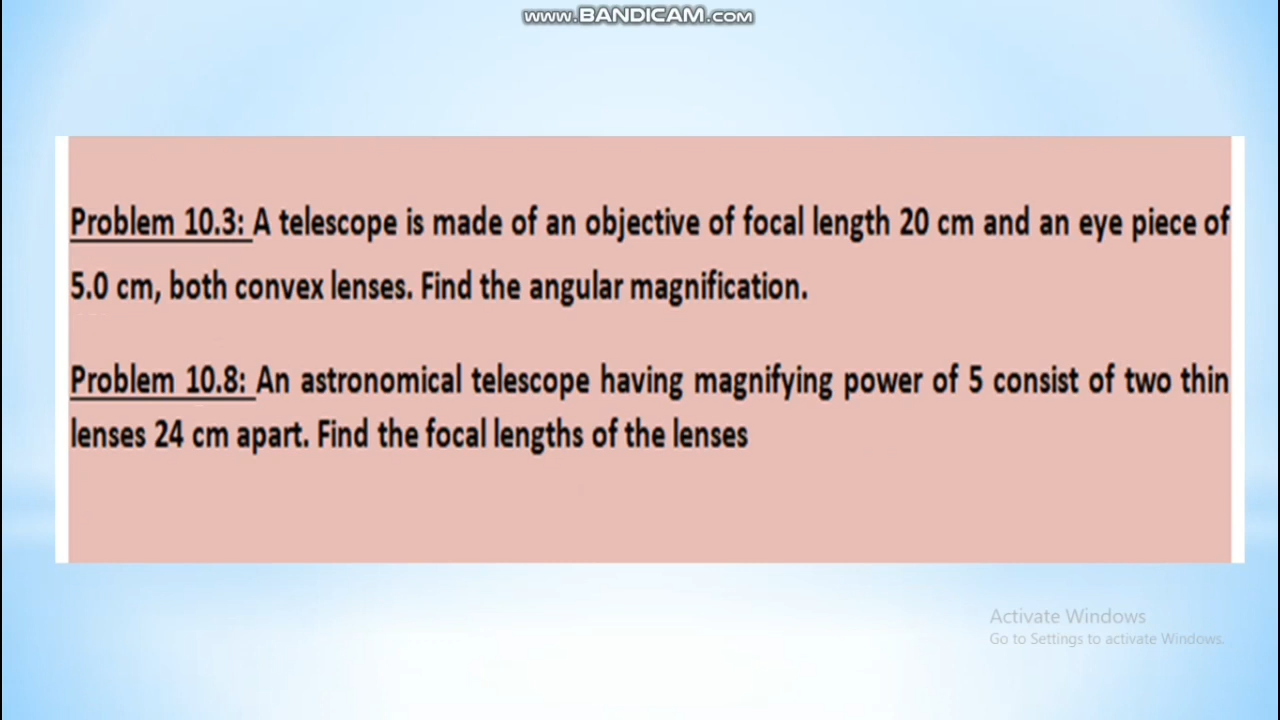 www.BANDICAM.com
Problem 10.3: A telescope is made of an objective of focal length 20 cm and an eye piece of
5.0 cm, both convex lenses. Find the angular magnification.
Problem 10.8: An astronomical telescope having magnifying power of 5 consist of two thin
lenses 24 cm apart. Find the focal lengths of the lenses
Activate Windows
Go to Settings to activate Windows.